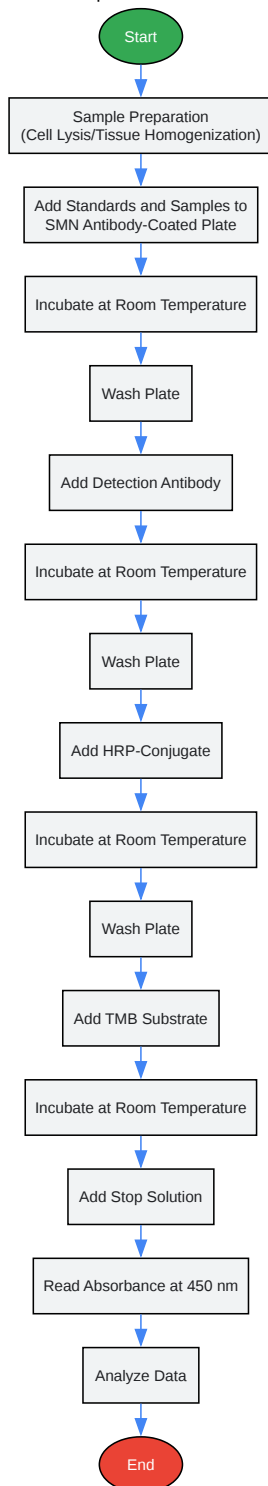 Start
Sample Preparation
(Cell Lysis/Tissue Homogenization)
Add Standards and Samples to
SMN Antibody-Coated Plate
Incubate at Room Temperature
Wash Plate
Add Detection Antibody
Incubate at Room Temperature
Wash Plate
Add HRP-Conjugate
Incubate at Room Temperature
Wash Plate
Add TMB Substrate
Incubate at Room Temperature
Add Stop Solution
Read Absorbance at 450 nm
Analyze Data
End